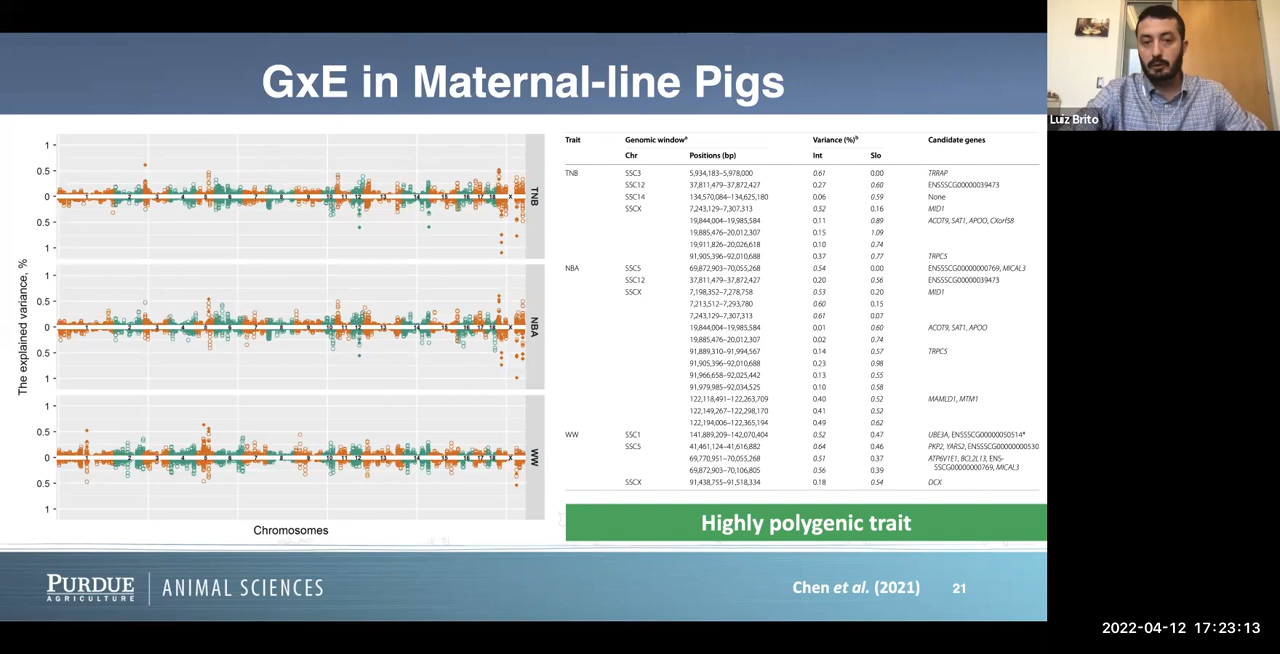 GxE in Maternal-line Pigs
Luiz Brito
The explained variance, %
1
0.5
0
0.5
1
TNB
1
0.5
0
0.5
1
NBA
1
0.5
0
0.5
1
WW
Chromosomes
Trait Genomic windowa Variance (%)b Candidate genes
Chr Positions (bp) Int Slo
TNB SSC3 5,934,183–5,978,000 0.61 0.00 TRRAP
SSC12 37,811,479–37,872,427 0.27 0.60 ENSSSCG00000039473
SSC14 134,570,084–134,625,180 0.06 0.59 None
SSCX 7,243,129–7,307,313 0.52 0.16 MID1
19,844,004–19,985,584 0.11 0.89 ACOT9, SAT1, APOO, CXorf58
19,885,476–20,012,307 0.15 1.09
19,911,826–20,026,618 0.10 0.74
91,905,396–92,010,688 0.37 0.77 TRPC5
NBA SSC5 69,872,903–70,055,268 0.54 0.00 ENSSSCG00000000769, MICAL3
SSC12 37,811,479–37,872,427 0.20 0.56 ENSSSCG00000039473
SSCX 7,198,352–7,278,758 0.53 0.20 MID1
7,213,512–7,293,780 0.60 0.15
7,243,129–7,307,313 0.61 0.07
19,844,004–19,985,584 0.01 0.60 ACOT9, SAT1, APOO
19,885,476–20,012,307 0.02 0.74
91,889,310–91,994,567 0.14 0.57 TRPC5
91,905,396–92,010,688 0.23 0.98
91,966,658–92,025,442 0.13 0.55
91,979,985–92,034,525 0.10 0.58
122,118,491–122,263,709 0.40 0.52 MAMLD1, MTM1
122,149,267–122,298,170 0.41 0.52
122,194,006–122,365,194 0.49 0.62
WW SSC1 141,889,209–142,070,404 0.52 0.47 UBE3A, ENSSSCG00000050514*
SSC5 41,461,124–41,616,882 0.64 0.46 PKP2, YARS2, ENSSSCG00000000530
69,770,951–70,055,268 0.51 0.37 ATP6V1E1, BCL2L13, ENS-
69,872,903–70,106,805 0.56 0.39 SSCG00000000769, MICAL3
SSCX 91,438,755–91,518,334 0.18 0.54 DCX
Highly polygenic trait
PURDUE ANIMAL SCIENCES
AGRICULTURE
Chen et al. (2021) 21
2022-04-12 17:23:13